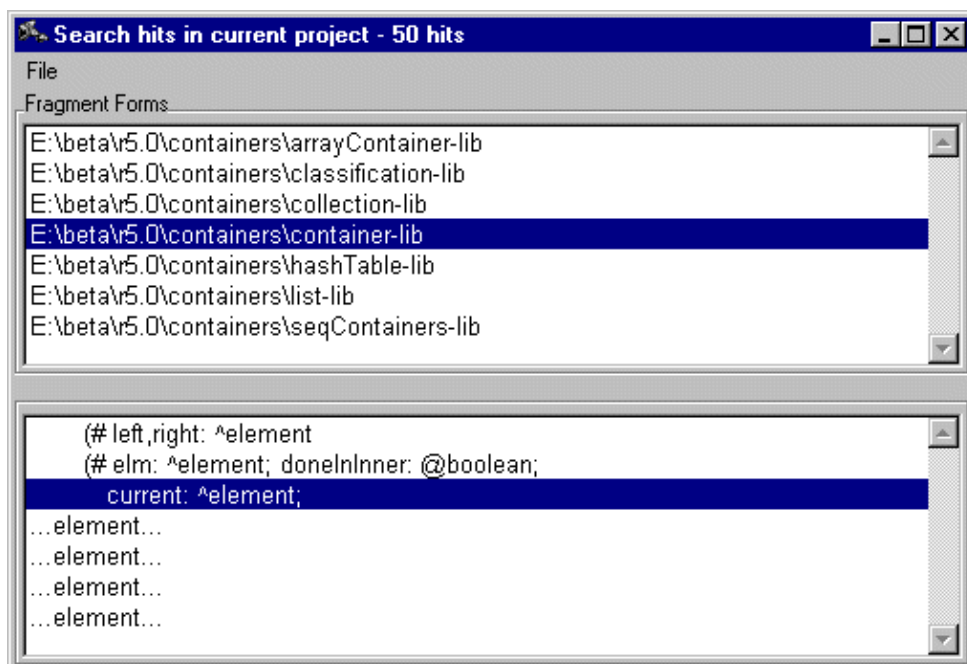 Search hits in current project - 50 hits
File
Fragment Forms
E:\beta\r5.0\containers\arrayContainer-lib
E:\beta\r5.0\containers\classification-lib
E:\beta\r5.0\containers\collection-lib
E:\beta\r5.0\containers\container-lib
E:\beta\r5.0\containers\hashTable-lib
E:\beta\r5.0\containers\list-lib
E:\beta\r5.0\containers\seqContainers-lib
(# left,right: ^element
(# elm: ^element; doneInInner: @boolean;
current: ^element;
...element...
...element...
...element...
...element...